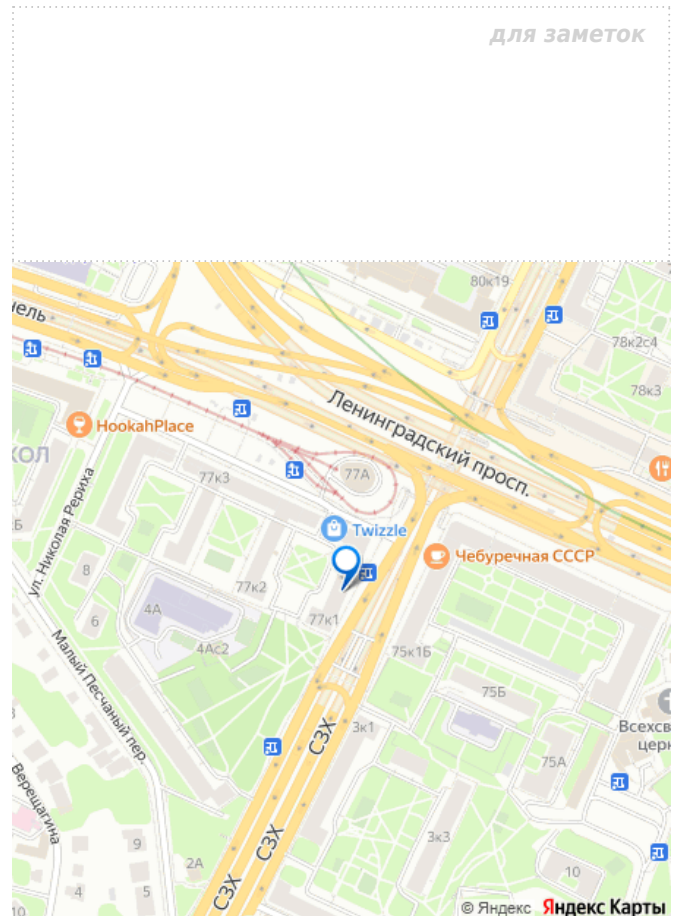 для заметок
80к19
нель
78к2с4
78к3
Ленинградский просп.
HookahPlace
КОЛ
77к3
77А
ул. Николая Рериха
Twizzle
Чебуречная СССР
8
77к2
4А
6
77к1
4Ас2
75к1Б
Малый Песчаный пер.
75Б
СЗХ
3к1
Всехсв
церк
75А
Верещагина
СЗХ
3к3
9
2А
10
4
5
СЗХ
10
© Яндекс Яндекс Карты